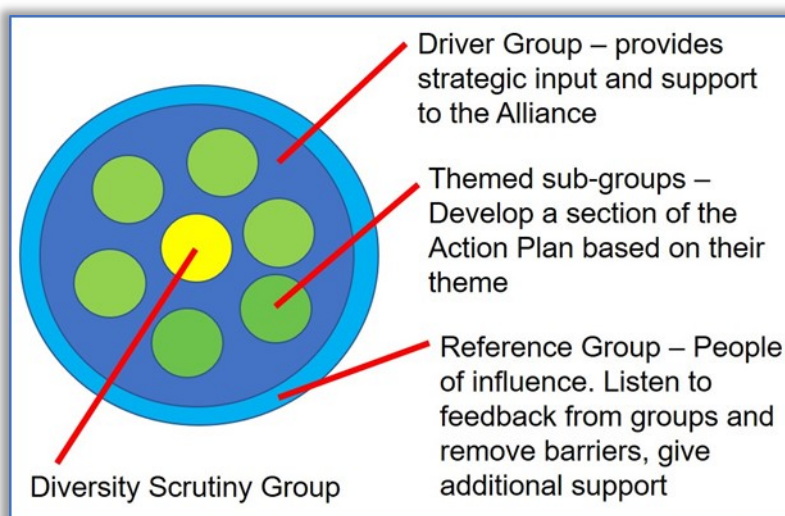 Driver Group – provides
strategic input and support
to the Alliance
Themed sub-groups –
Develop a section of the
Action Plan based on their
theme
Reference Group – People
of influence. Listen to
feedback from groups and
remove barriers, give
additional support
Diversity Scrutiny Group